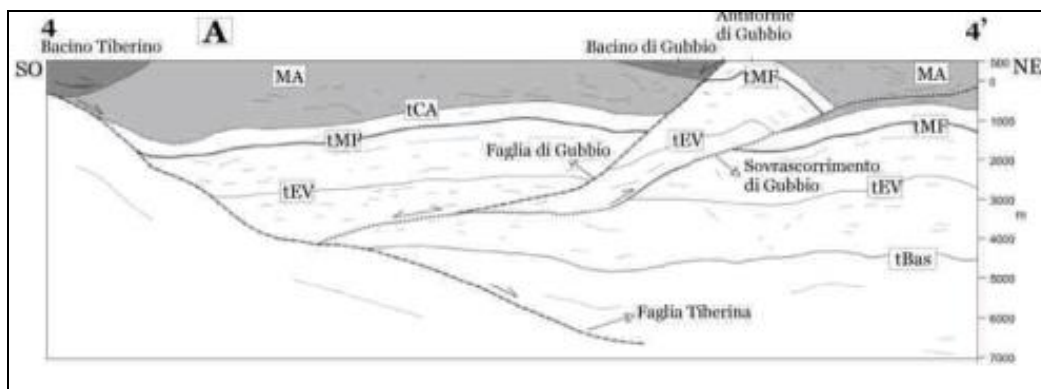 4
A
Antiforme
di Gubbio
4'
Bacino Tiberino
Bacino di Gubbio
SO
MA
tMF
MA
500
NE
0
tCA
1000
tMF
tMF
Faglia di Gubbio
tEV
2000
Sovrascorrimento
di Gubbio
tEV
tEV
3000
m
4000
tBas
5000
Faglia Tiberina
6000
7000